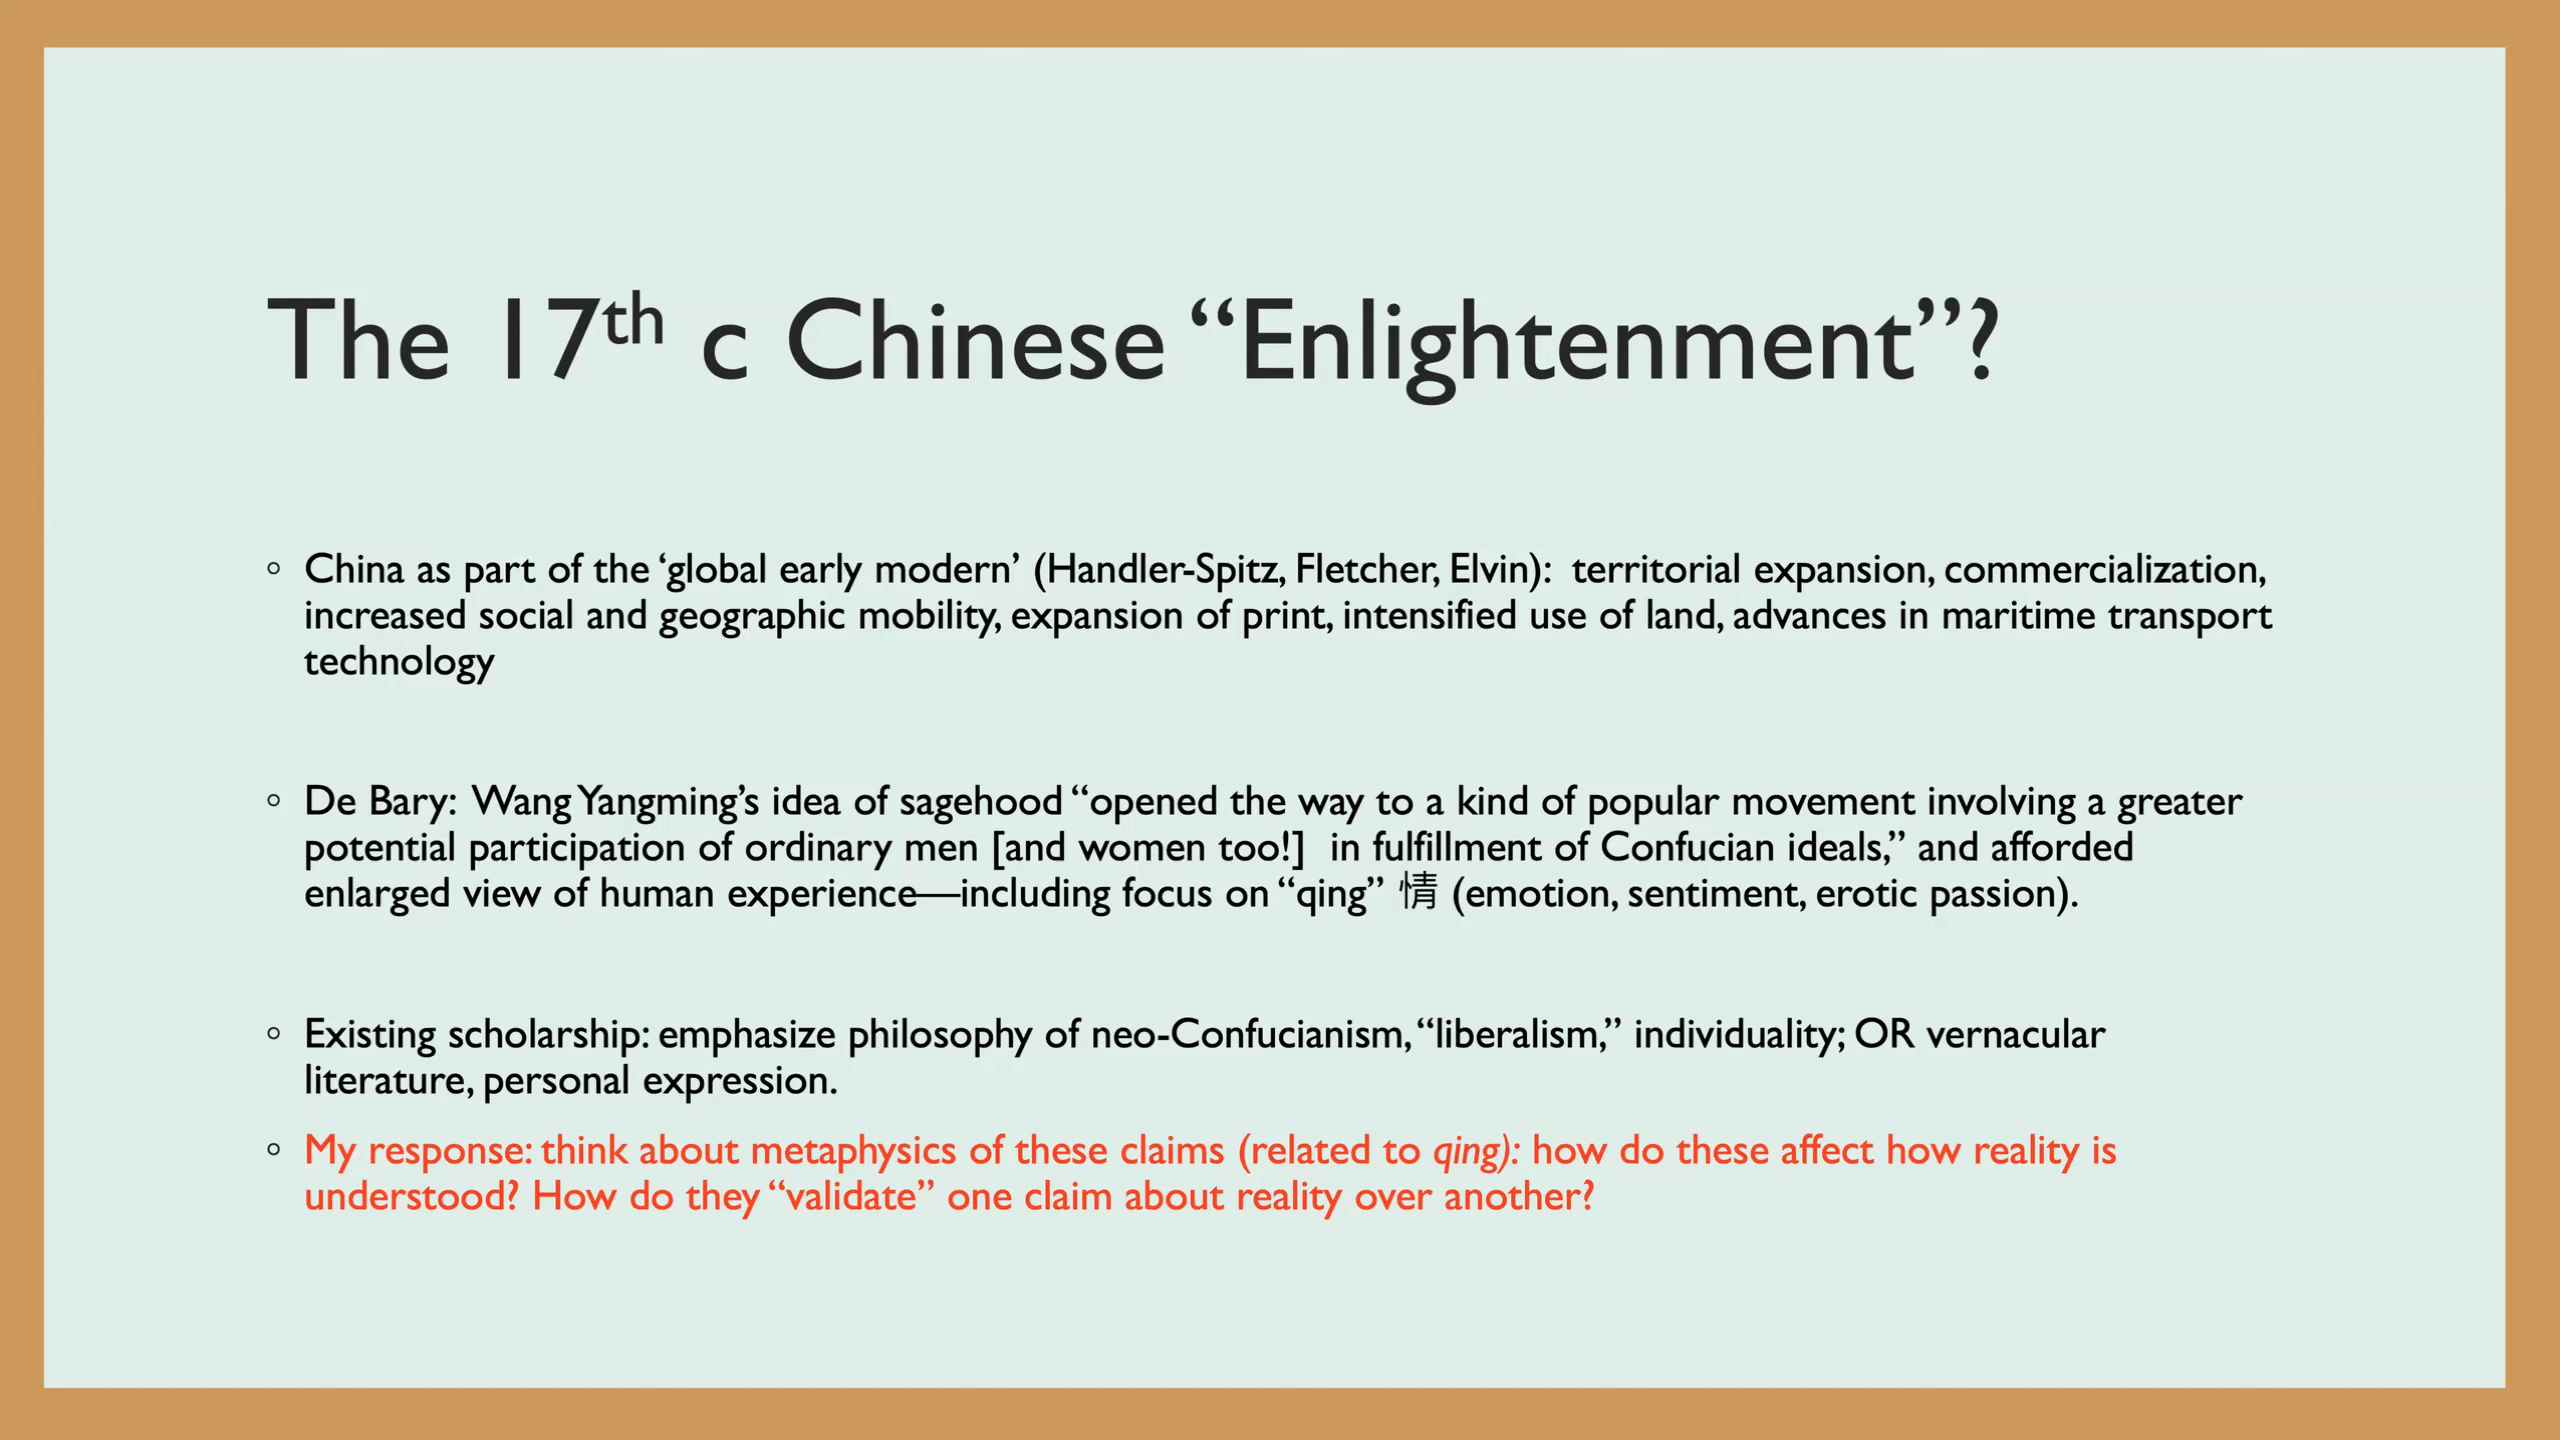 The 17th c Chinese “Enlightenment”?
◦ China as part of the ‘global early modern’ (Handler-Spitz, Fletcher, Elvin):  territorial expansion, commercialization,
increased social and geographic mobility, expansion of print, intensified use of land, advances in maritime transport
technology
◦ De Bary:  Wang Yangming’s idea of sagehood “opened the way to a kind of popular movement involving a greater
potential participation of ordinary men [and women too!]  in fulfillment of Confucian ideals,” and afforded
enlarged view of human experience—including focus on “qing” 情 (emotion, sentiment, erotic passion).
◦ Existing scholarship: emphasize philosophy of neo-Confucianism, “liberalism,” individuality; OR vernacular
literature, personal expression.
◦ My response: think about metaphysics of these claims (related to qing): how do these affect how reality is
understood? How do they “validate” one claim about reality over another?